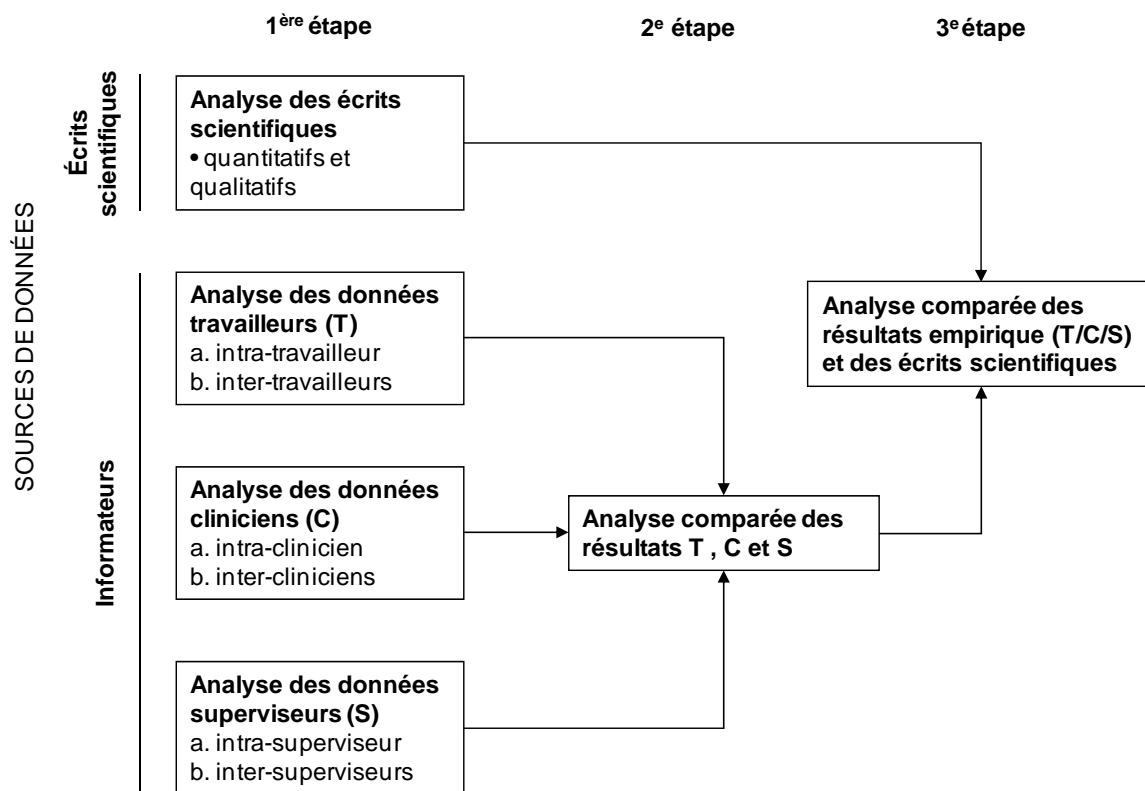 1ère étape
2e étape
3e étape
SOURCES DE DONNÉES
Écrits
scientifiques
Analyse des écrits
scientifiques
• quantitatifs et
qualitatifs
Informateurs
Analyse des données
travailleurs (T)
a. intra-travailleur
b. inter-travailleurs
Analyse des données
cliniciens (C)
a. intra-clinicien
b. inter-cliniciens
Analyse des données
superviseurs (S)
a. intra-superviseur
b. inter-superviseurs
Analyse comparée des
résultats T , C et S
Analyse comparée des
résultats empirique (T/C/S)
et des écrits scientifiques